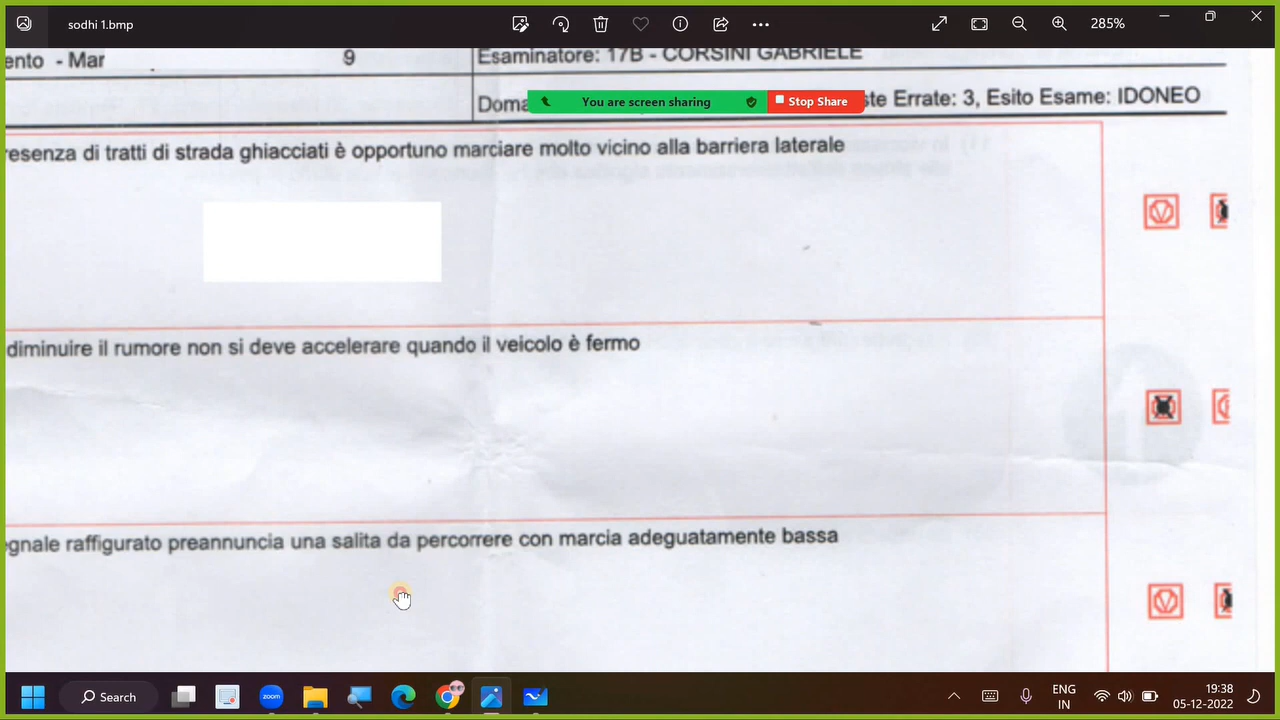 sodhi 1.bmp
285%
ento - Mar
9
Esaminatore: 17B - CORSINI GABRIELE
Doma
You are screen sharing
Stop Share
ste Errate: 3, Esito Esame: IDONEO
resenza di tratti di strada ghiacciati è opportuno marciare molto vicino alla barriera laterale
V
diminuire il rumore non si deve accelerare quando il veicolo è fermo
egnale raffigurato preannuncia una salita da percorrere con marcia adeguatamente bassa
V
Search
zoom
ENG
IN
19:38
05-12-2022